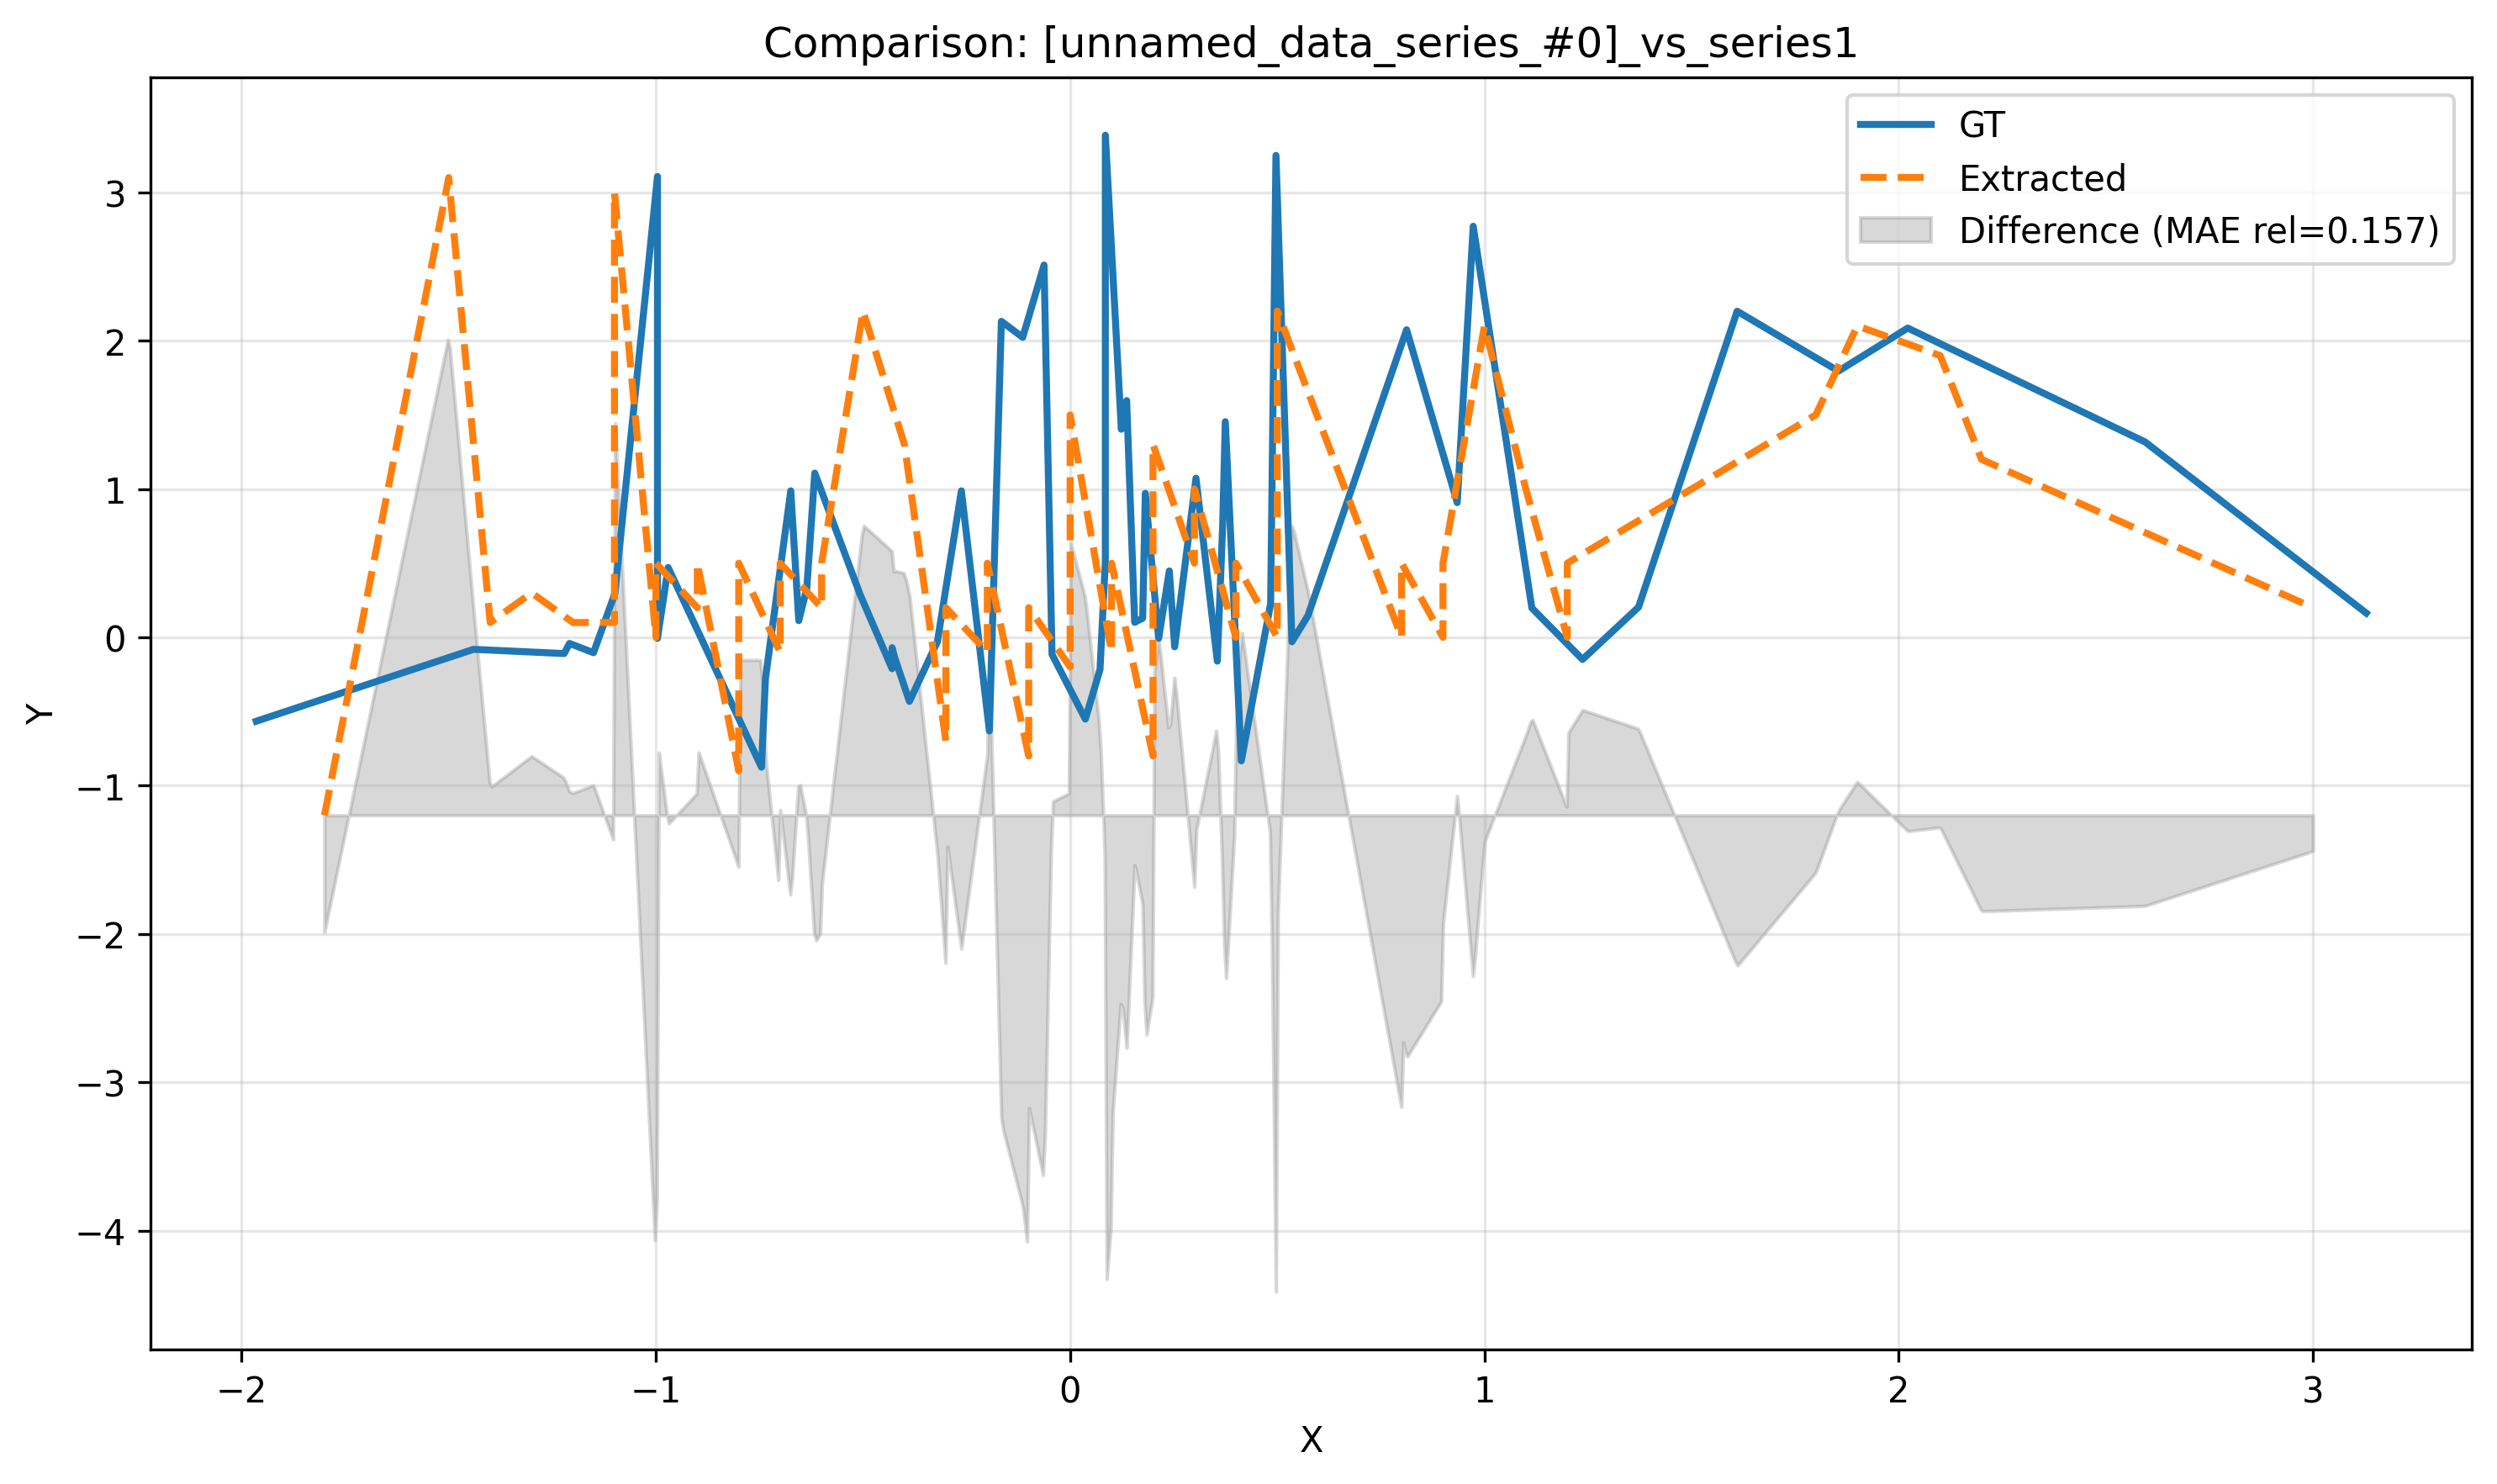 Comparison: [unnamed_data_series_#0]_vs_series1
GT
Extracted
Difference (MAE rel=0.157)
Y
3
2
1
0
−1
−2
−3
−4
−2
−1
0
1
2
3
X